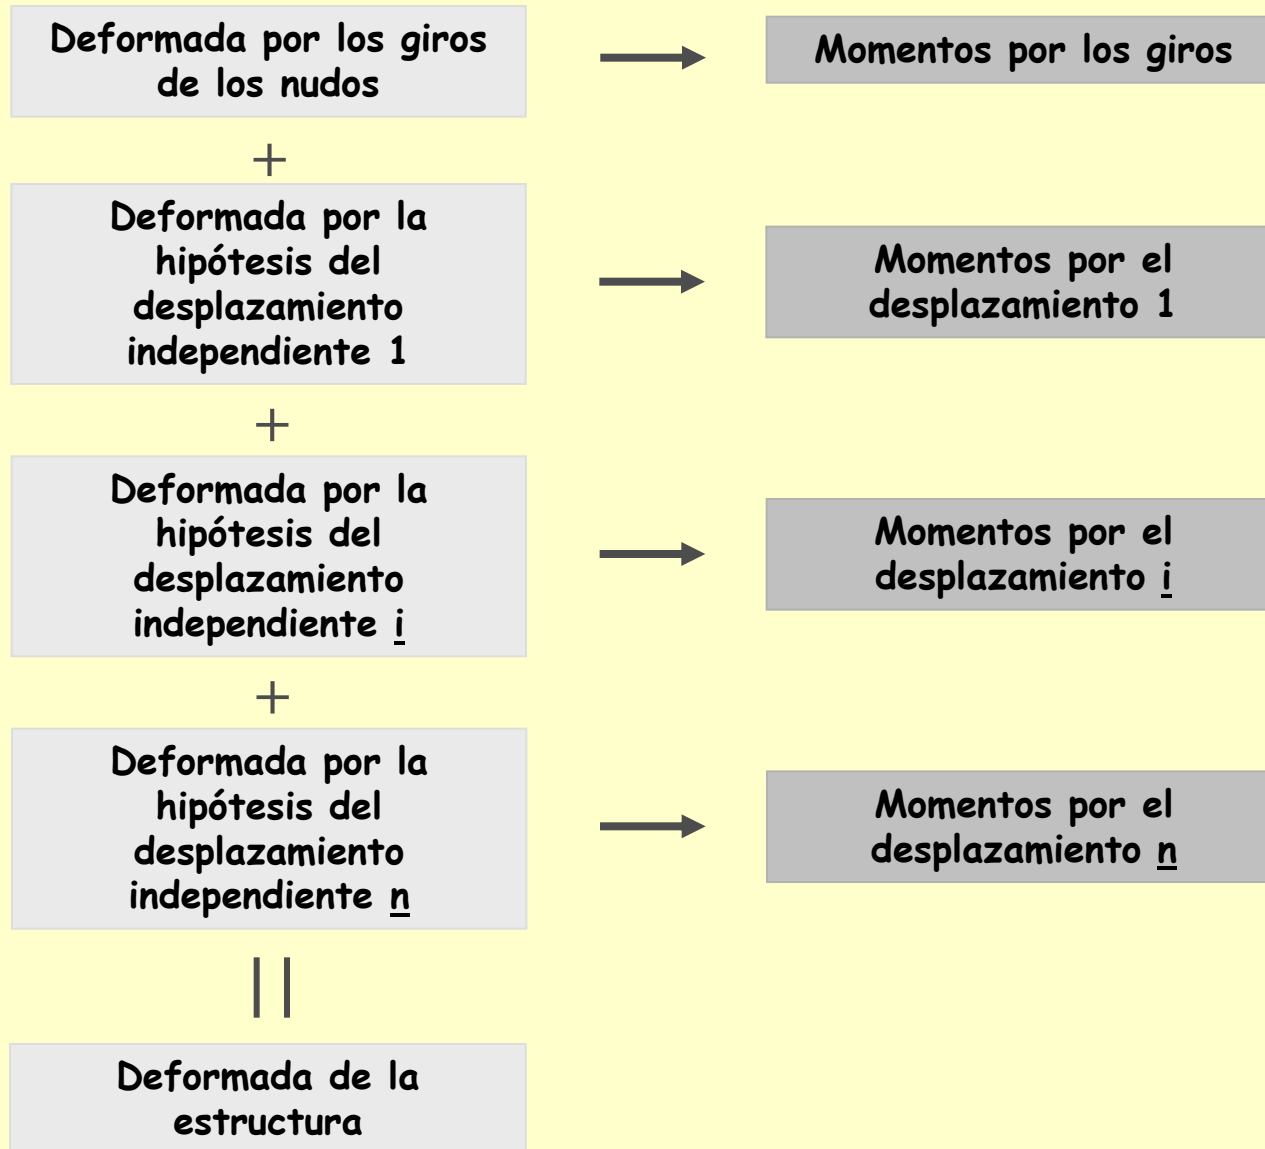 Deformada por los giros
de los nudos
Momentos por los giros
+
Deformada por la
hipótesis del
desplazamiento
independiente 1
Momentos por el
desplazamiento 1
+
Deformada por la
hipótesis del
desplazamiento
independiente i
Momentos por el
desplazamiento i
+
Deformada por la
hipótesis del
desplazamiento
independiente n
Momentos por el
desplazamiento n
||
Deformada de la
estructura